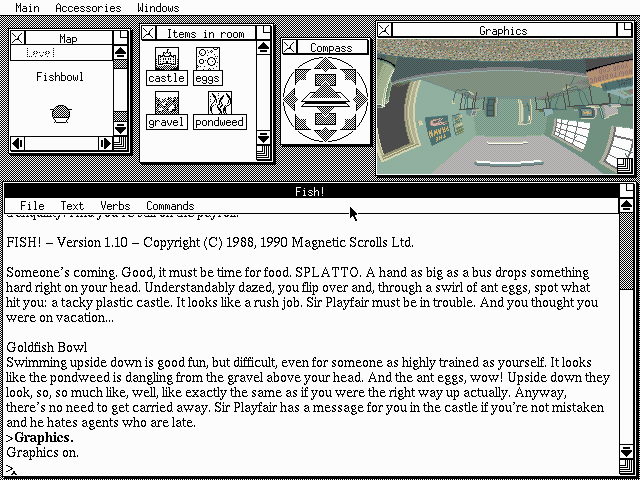 Main Accessories Windows
Map
Level
Fishbowl
Items in room
castle eggs
gravel pondweed
Compass
Graphics
Fish!
File Text Verbs Commands
FISH! – Version 1.10 – Copyright (C) 1988, 1990 Magnetic Scrolls Ltd.
Someone's coming. Good, it must be time for food. SPLATTO. A hand as big as a bus drops something
hard right on your head. Understandably dazed, you flip over and, through a swirl of ant eggs, spot what
hit you: a tacky plastic castle. It looks like a rush job. Sir Playfair must be in trouble. And you thought you
were on vacation...
Goldfish Bowl
Swimming upside down is good fun, but difficult, even for someone as highly trained as yourself. It looks
like the pondweed is dangling from the gravel above your head. And the ant eggs, wow! Upside down they
look, so, so much like, well, like exactly the same as if you were the right way up actually. Anyway,
there's no need to get carried away. Sir Playfair has a message for you in the castle if you're not mistaken
and he hates agents who are late.
>Graphics.
Graphics on.
>